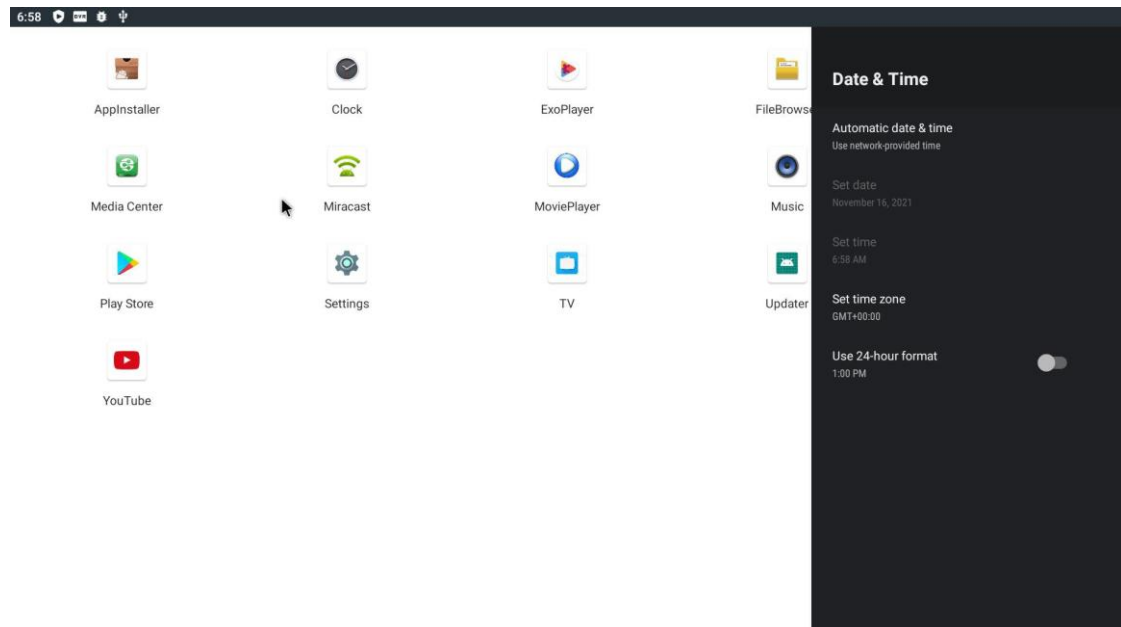 6:58
AppInstaller
Clock
ExoPlayer
FileBrowse
Media Center
Miracast
MoviePlayer
Music
Play Store
Settings
TV
Updater
YouTube
Date & Time
Automatic date & time
Use network-provided time
Set date
November 16, 2021
Set time
6:58 AM
Set time zone
GMT+00:00
Use 24-hour format
1:00 PM